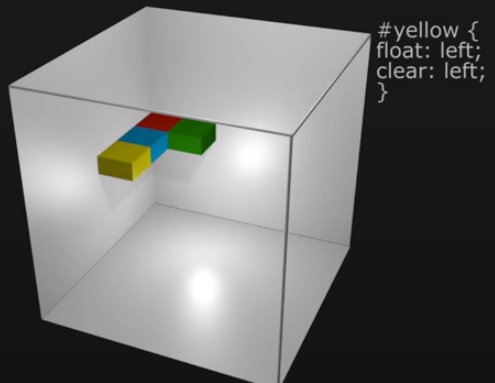 #yellow {
float: left;
clear: left;
}